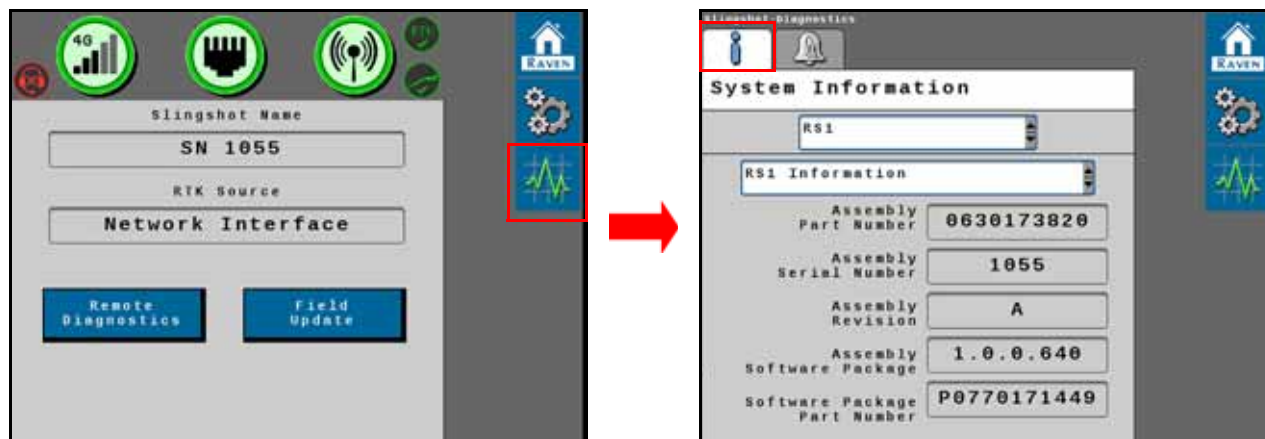 4G
RAVEN
Slingshot Name
SN 1055
RTK Source
Network Interface
Remote
Diagnostics
Field
Update
Slingshot-Diagnostics
RAVEN
System Information
RS1
RS1 Information
Assembly
Part Number
0630173820
Assembly
Serial Number
1055
Assembly
Revision
A
Assembly
Software Package
1.0.0.640
Software Package
Part Number
P0770171449